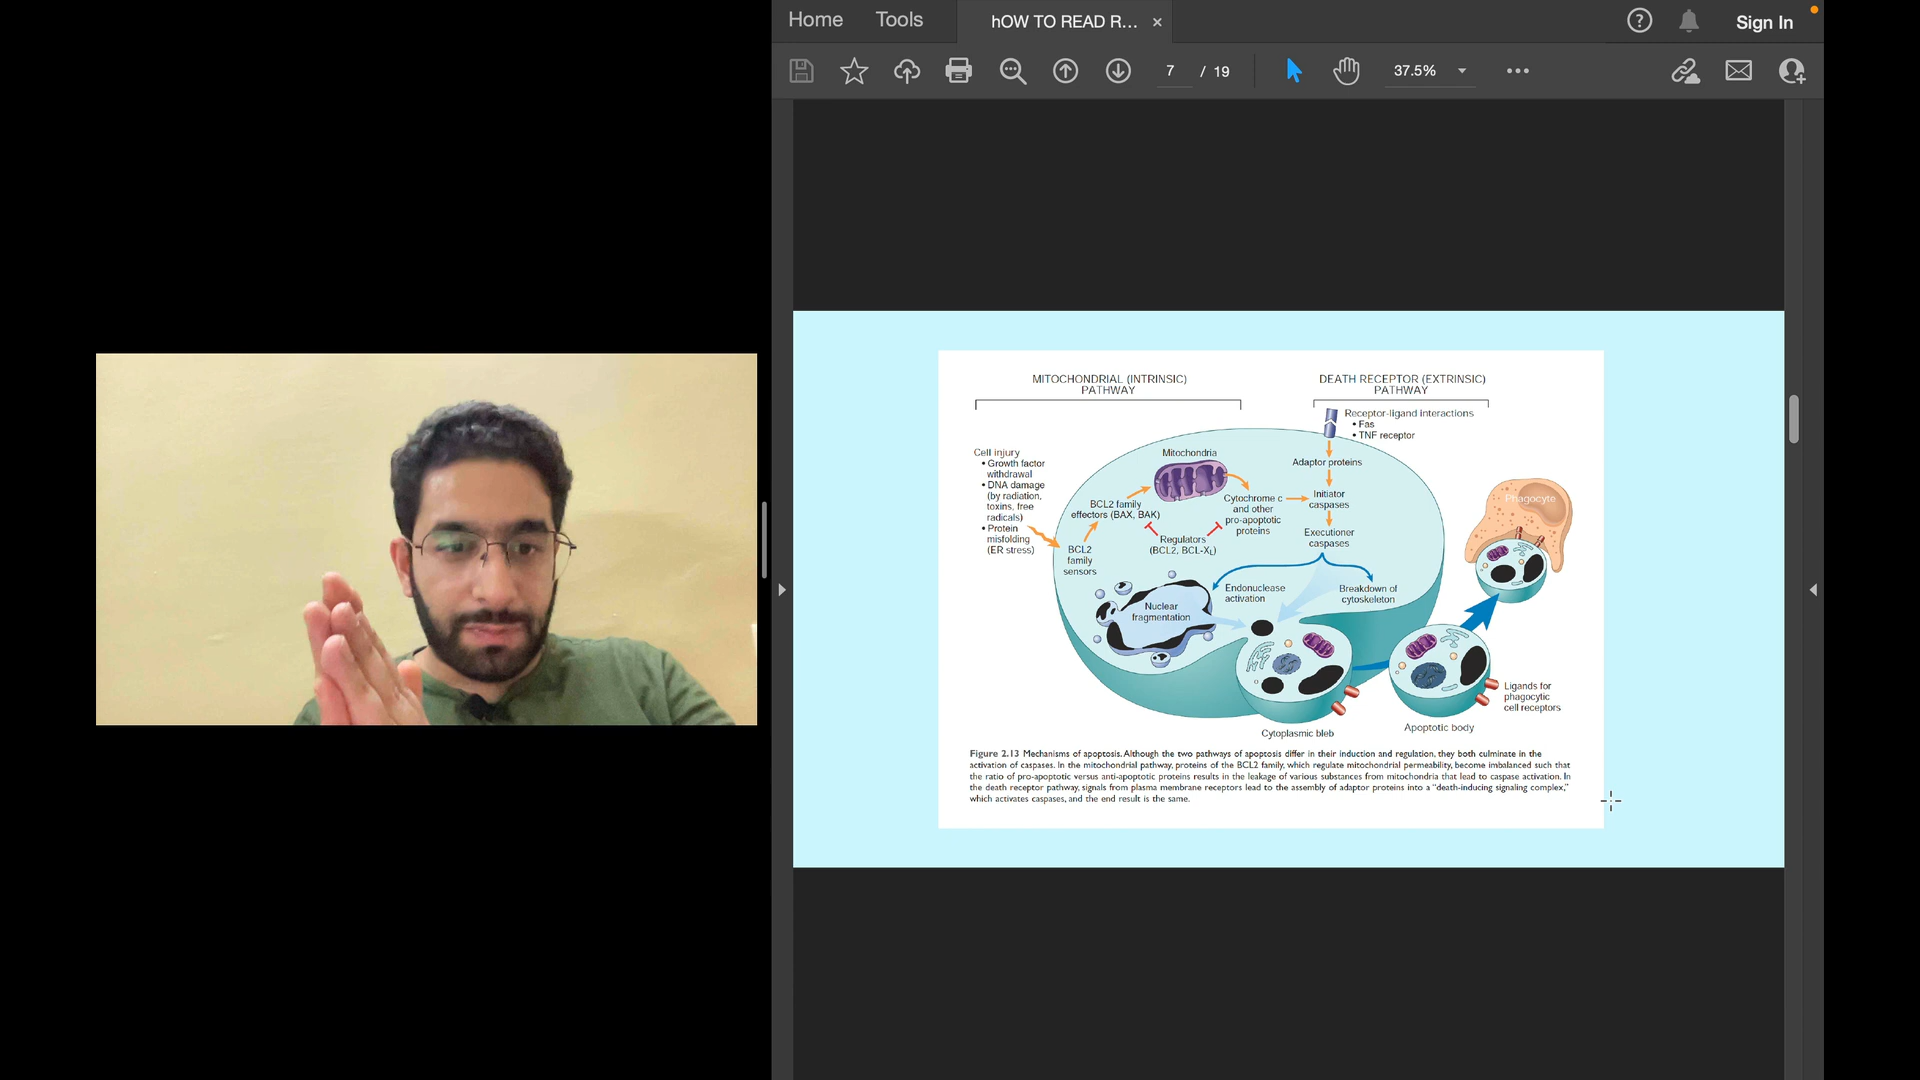 Home Tools hOW TO READ R... × Sign In
7 / 19 37.5%
MITOCHONDRIAL (INTRINSIC)
PATHWAY
DEATH RECEPTOR (EXTRINSIC)
PATHWAY
Receptor-ligand interactions
• Fas
• TNF receptor
Cell injury
• Growth factor
withdrawal
• DNA damage
(by radiation,
toxins, free
radicals)
• Protein
misfolding
(ER stress)
Mitochondria
Adaptor proteins
BCL2 family
effectors (BAX, BAK)
Cytochrome c
and other
pro-apoptotic
proteins
Initiator
caspases
Phagocyte
Regulators
(BCL2, BCL-XL)
Executioner
caspases
BCL2
family
sensors
Endonuclease
activation
Breakdown of
cytoskeleton
Nuclear
fragmentation
Ligands for
phagocytic
cell receptors
Cytoplasmic bleb
Apoptotic body
Figure 2.13 Mechanisms of apoptosis. Although the two pathways of apoptosis differ in their induction and regulation, they both culminate in the
activation of caspases. In the mitochondrial pathway, proteins of the BCL2 family, which regulate mitochondrial permeability, become imbalanced such that
the ratio of pro-apoptotic versus anti-apoptotic proteins results in the leakage of various substances from mitochondria that lead to caspase activation. In
the death receptor pathway, signals from plasma membrane receptors lead to the assembly of adaptor proteins into a “death-inducing signaling complex,”
which activates caspases, and the end result is the same.